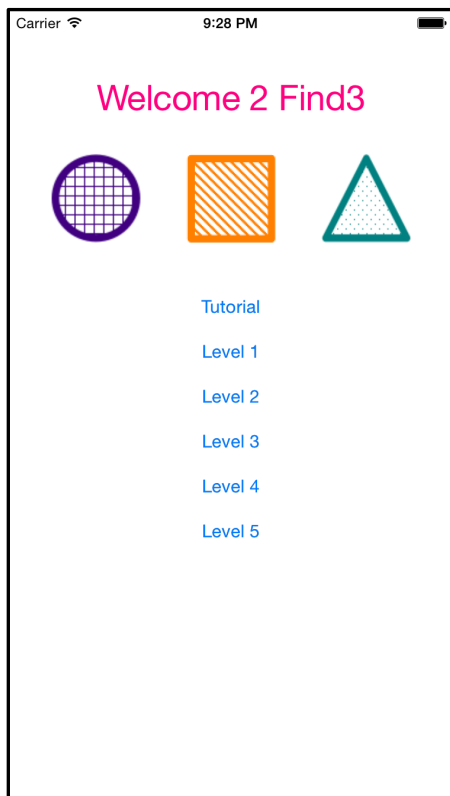 Carrier 9:28 PM
Welcome 2 Find3
Tutorial
Level 1
Level 2
Level 3
Level 4
Level 5